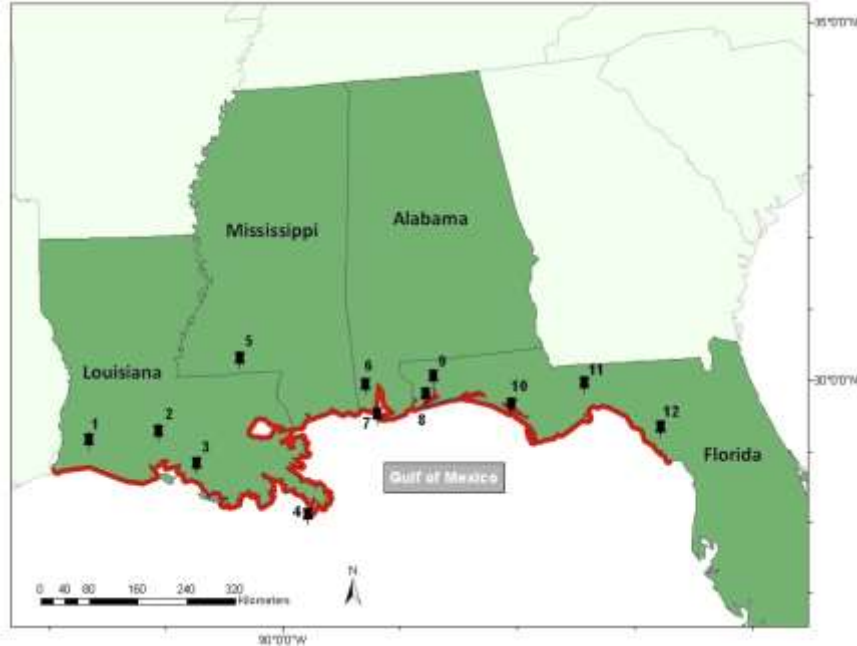 35°0'0"N
Mississippi
Alabama
5
Louisiana
6
9
30°0'0"N
11
10
1
2
7
8
12
3
Florida
Gulf of Mexico
4
N
0 40 80 160 240 320
Kilometers
90°0'0"W